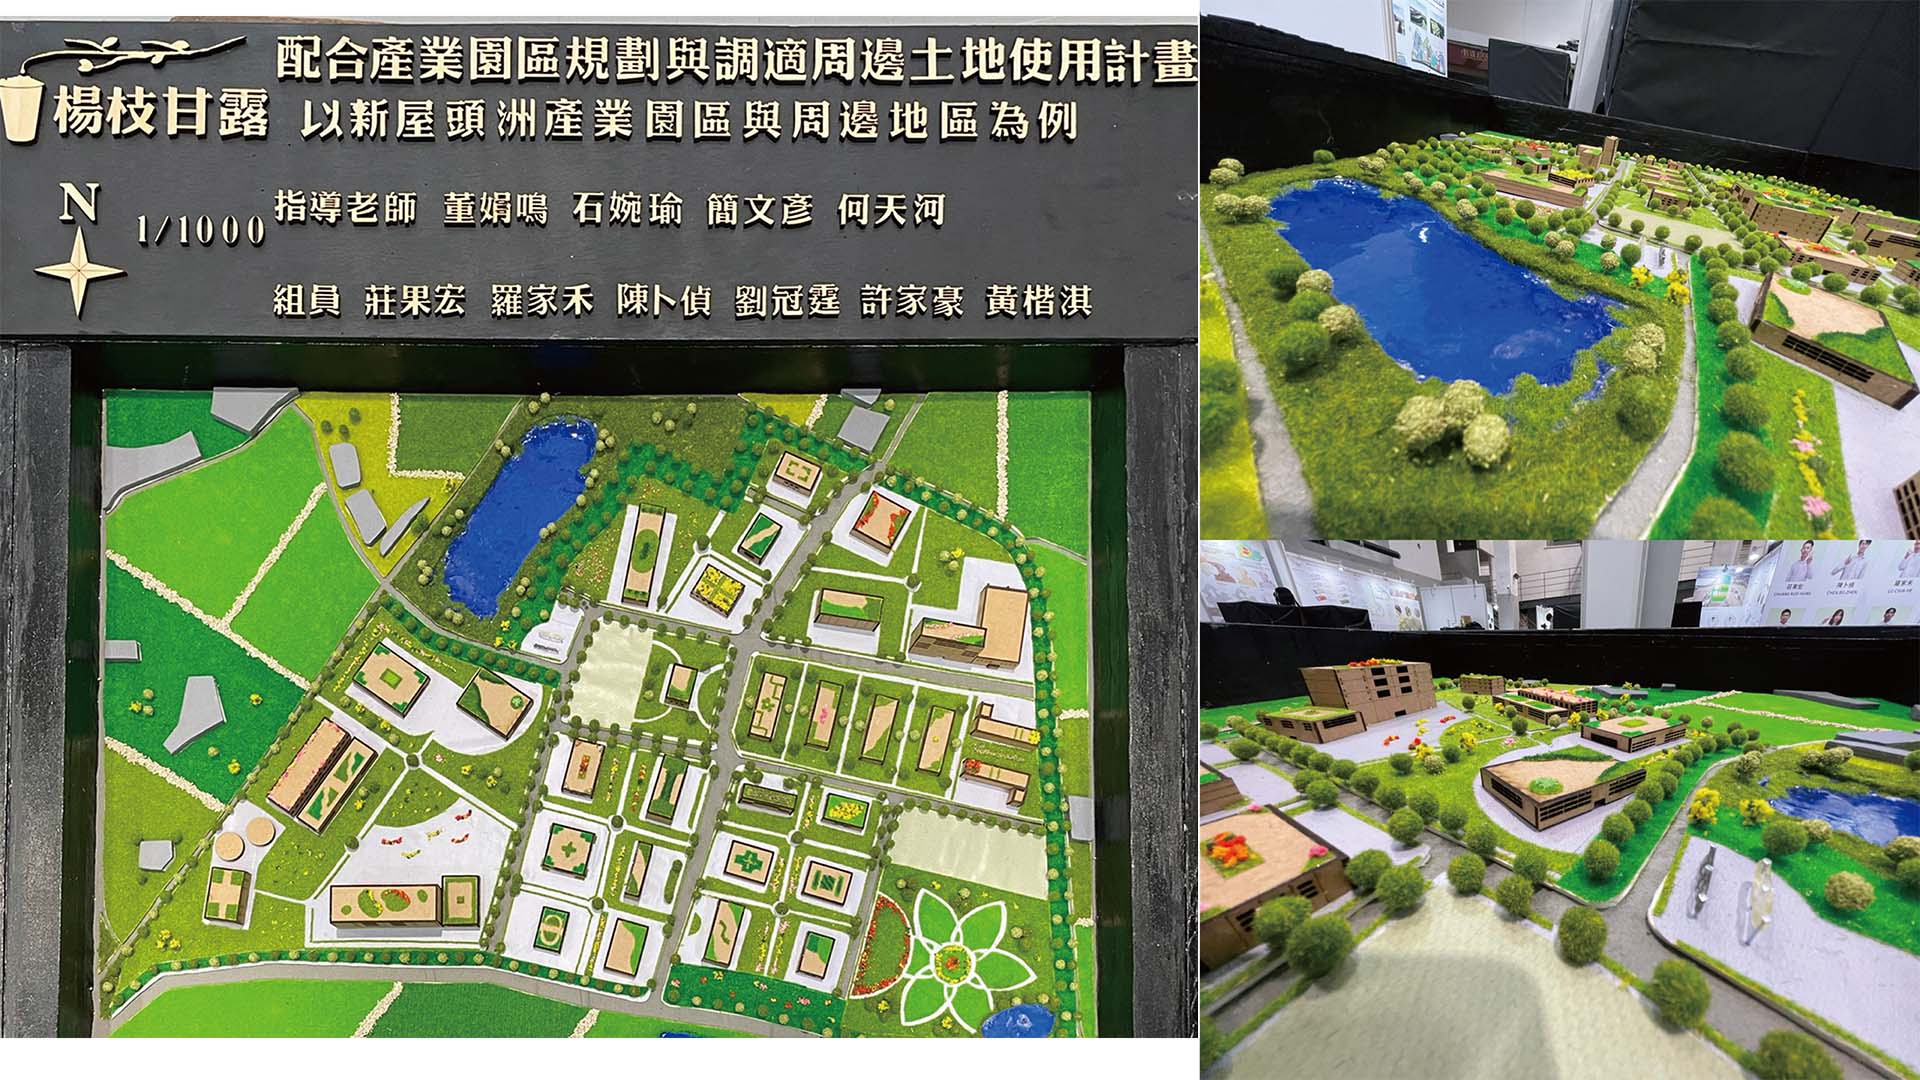 配合產業園區規劃與調適周邊土地使用計畫
楊枝甘露 以新屋頭洲產業園區與周邊地區為例
N
1/1000
指導老師 董娟鳴 石婉瑜 簡文彥 何天河
組員 莊果宏 羅家禾 陳卜偵 劉冠霆 許家豪 黃楷淇